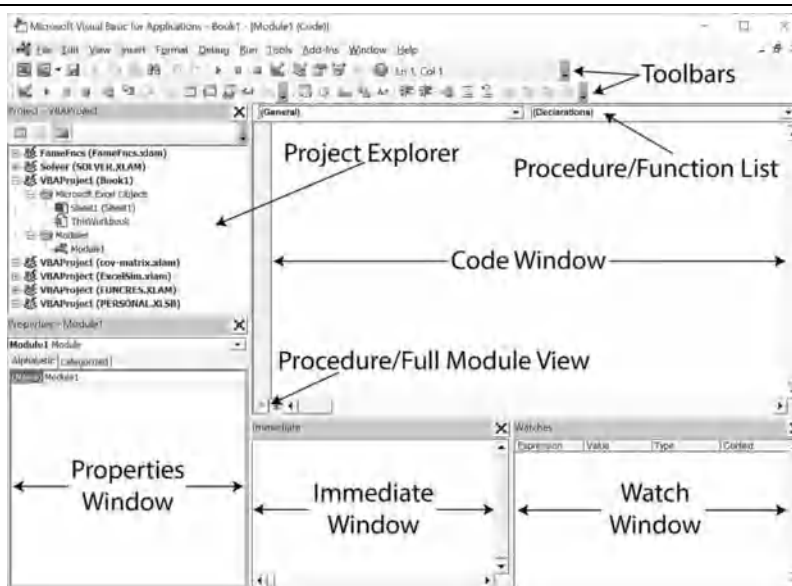 Microsoft Visual Basic for Applications - Book1 - [Module1 (Code)]
File Edit View Insert Format Debug Run Tools Add-Ins Window Help
Ln 1, Col 1
Toolbars
Project - VBAProject
(General)
(Declarations)
Project Explorer
Procedure/Function List
FameFncs (FameFncs.xlam)
Solver (SOLVER.XLAM)
VBAProject (Book1)
Microsoft Excel Objects
Sheet1 (Sheet1)
ThisWorkbook
Modules
Module1
VBAProject (cov-matrix.xlam)
VBAProject (ExcelSim.xlam)
VBAProject (FUNCRES.XLAM)
VBAProject (PERSONAL.XLSB)
Code Window
Properties - Module1
Module1 Module
Alphabetic Categorized
(Name) Module1
Procedure/Full Module View
Immediate
Watches
Expression Value Type Context
Properties
Window
Immediate
Window
Watch
Window